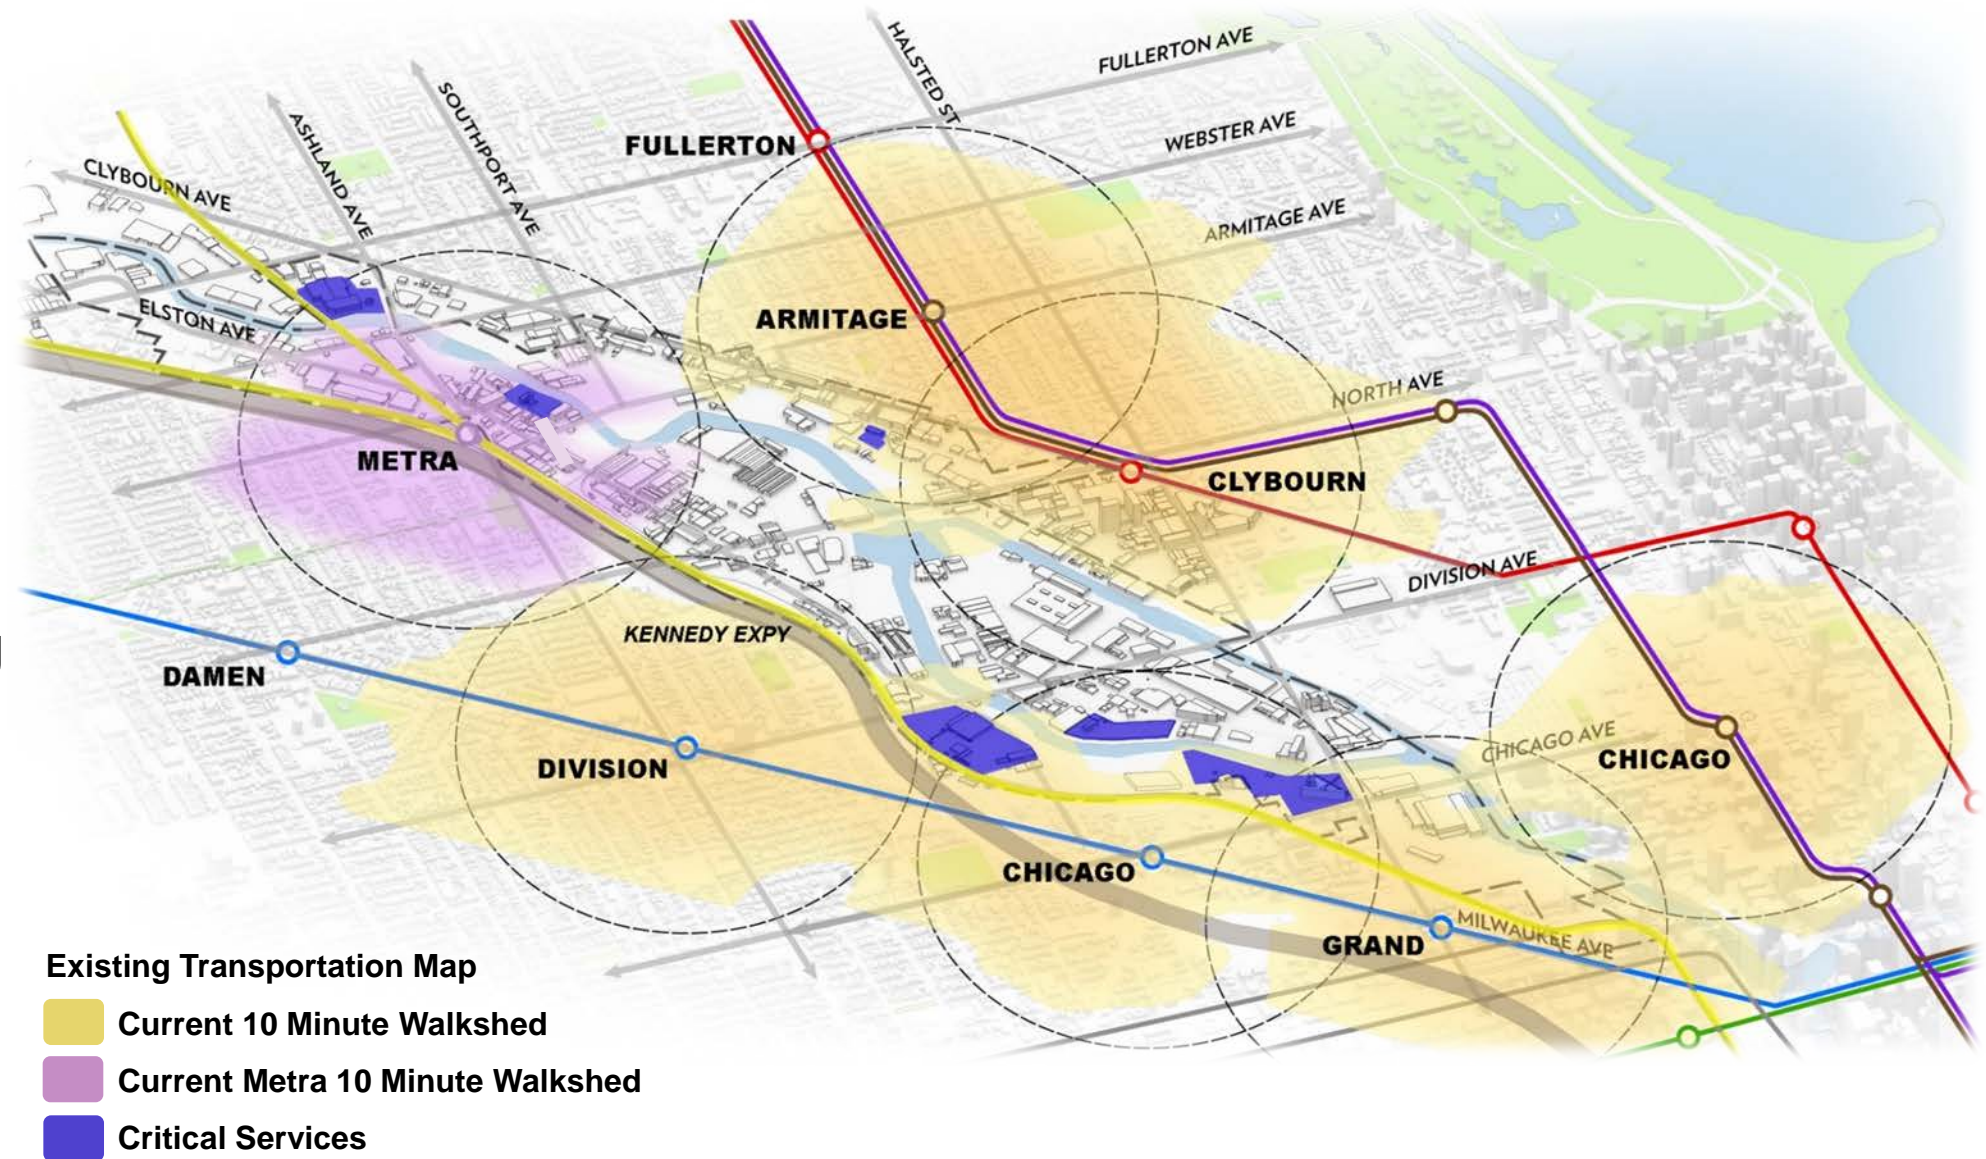 HALSTED ST
FULLERTON AVE
SOUTHPORT AVE
ASHLAND AVE
WEBSTER AVE
FULLERTON
CLYBOURN AVE
ARMITAGE AVE
ELSTON AVE
ARMITAGE
NORTH AVE
METRA
CLYBOURN
DIVISION AVE
KENNEDY EXPY
DAMEN
CHICAGO AVE
DIVISION
CHICAGO
CHICAGO
MILWAUKEE AVE
GRAND
Existing Transportation Map
Current 10 Minute Walkshed
Current Metra 10 Minute Walkshed
Critical Services